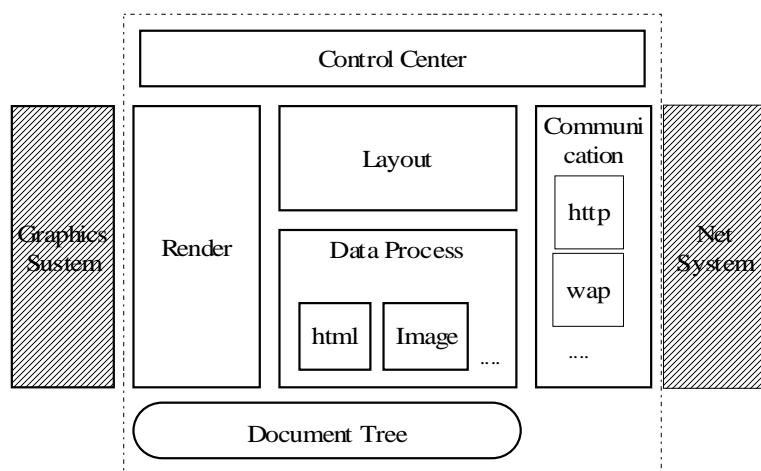 Control Center
Graphics
Sustem
Render
Layout
Data Process
html
Image
....
Communi
cation
http
wap
....
Net
System
Document Tree